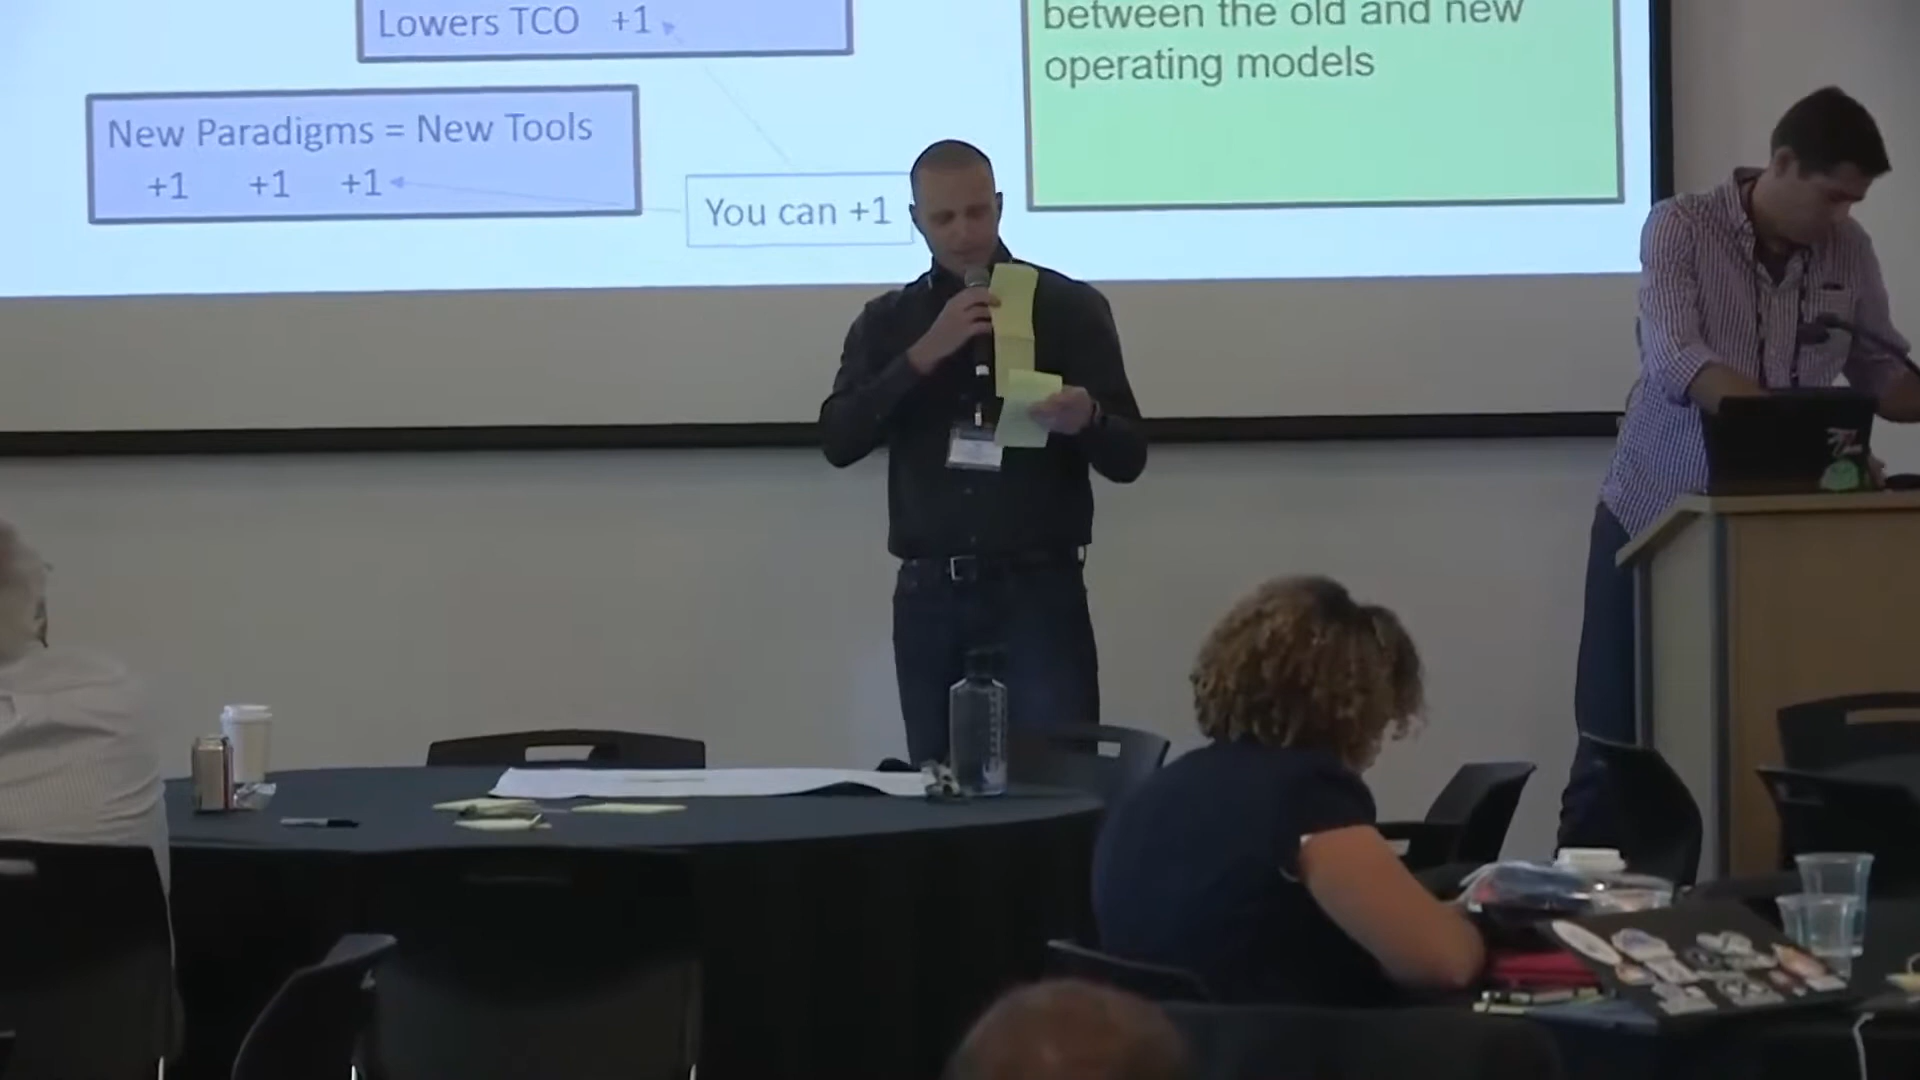 Lowers TCO +1
New Paradigms = New Tools
+1 +1 +1
You can +1
between the old and new
operating models